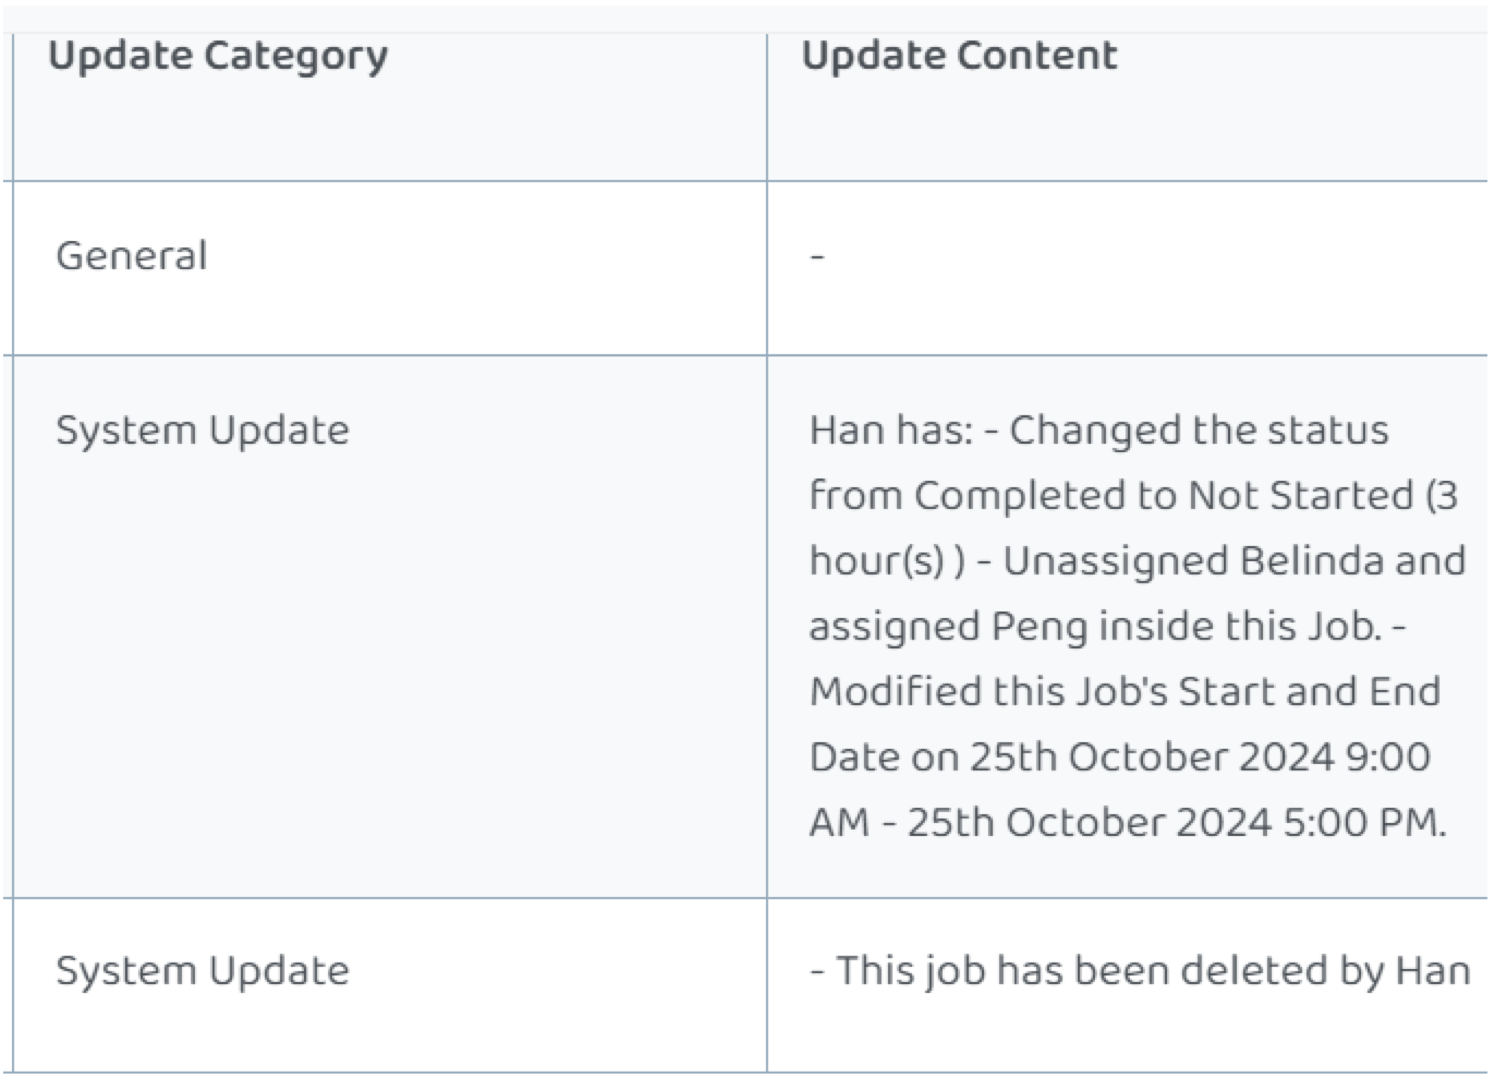 Update Category
Update Content
General
-
System Update
Han has: - Changed the status
from Completed to Not Started (3
hour(s) ) - Unassigned Belinda and
assigned Peng inside this Job. -
Modified this Job's Start and End
Date on 25th October 2024 9:00
AM - 25th October 2024 5:00 PM.
System Update
- This job has been deleted by Han